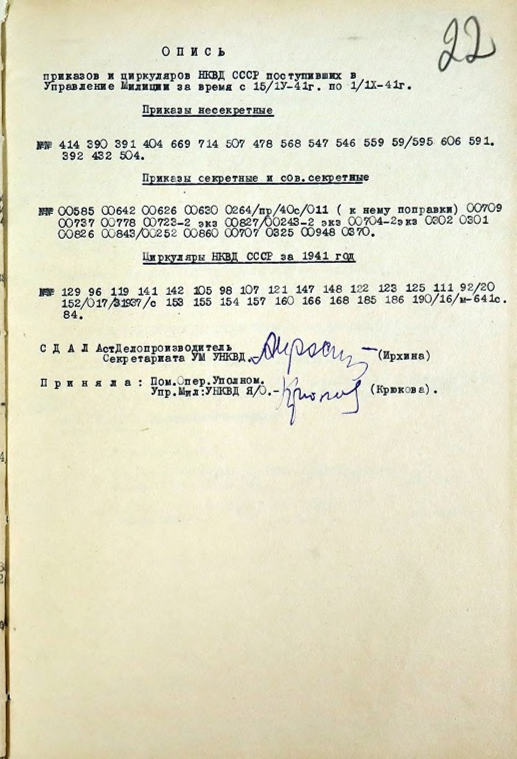 22
О П И С Ь
приказов и циркуляров НКВД СССР поступивших в
Управление Милиции за время с 15/1У-41г. по 1/1Х-41г.
Приказы несекретные
№№ 414 390 391 404 669 714 507 478 568 547 546 559 59/595 606 591.
392 432 504.
Приказы секретные и сов.секретные
№№ 00585 00642 00626 00630 0264/пр/40с/011 ( к нему поправки) 00709
00737 00778 00723-2 экз 00827/00243-2 экз 00704-2экз 0202 0301
00826 00843/00252 00860 00707 0325 00948 0370.
Циркуляры НКВД СССР за 1941 год
№№ 129 96 119 141 142 105 98 107 121 147 148 122 123 125 111 92/20
152/017/31937/с 153 155 154 157 160 166 168 185 186 190/16/м-641с.
84.
С Д А Л АстДелопроизводитель
Секретариата УМ УНКВД. (Ирхина)
П р и н я л а : Пом.Опер.Уполном.
Упр.Мил:УНКВД Я/О.- (Крюкова).